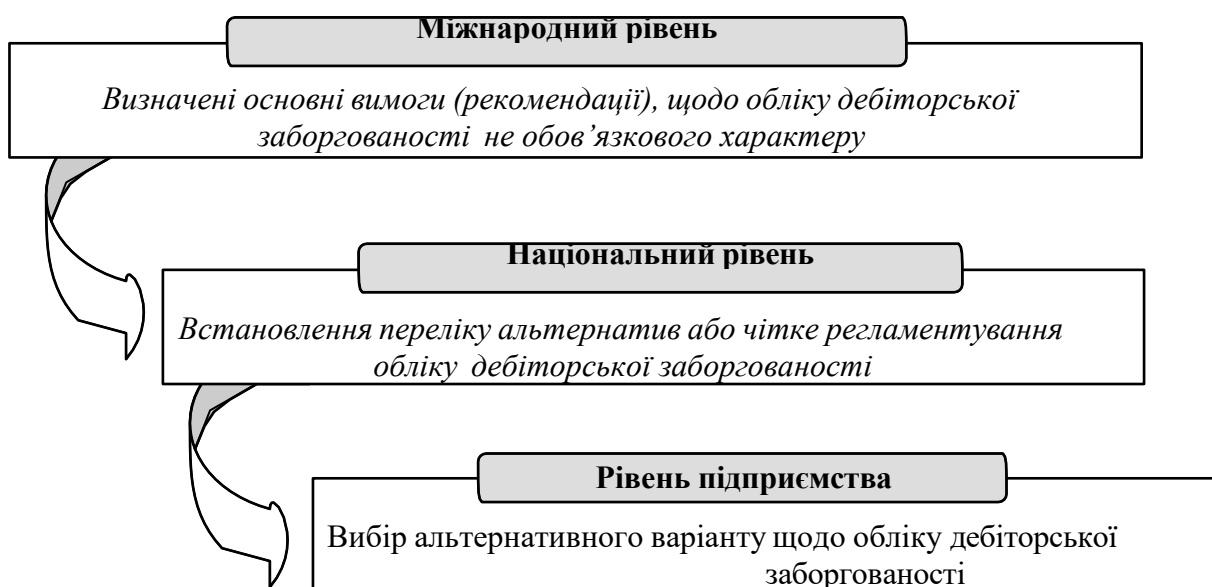 Міжнародний рівень
Визначені основні вимоги (рекомендації), щодо обліку дебіторської
заборгованості не обов’язкового характеру
Національний рівень
Встановлення переліку альтернатив або чітке регламентування
обліку дебіторської заборгованості
Рівень підприємства
Вибір альтернативного варіанту щодо обліку дебіторської
заборгованості